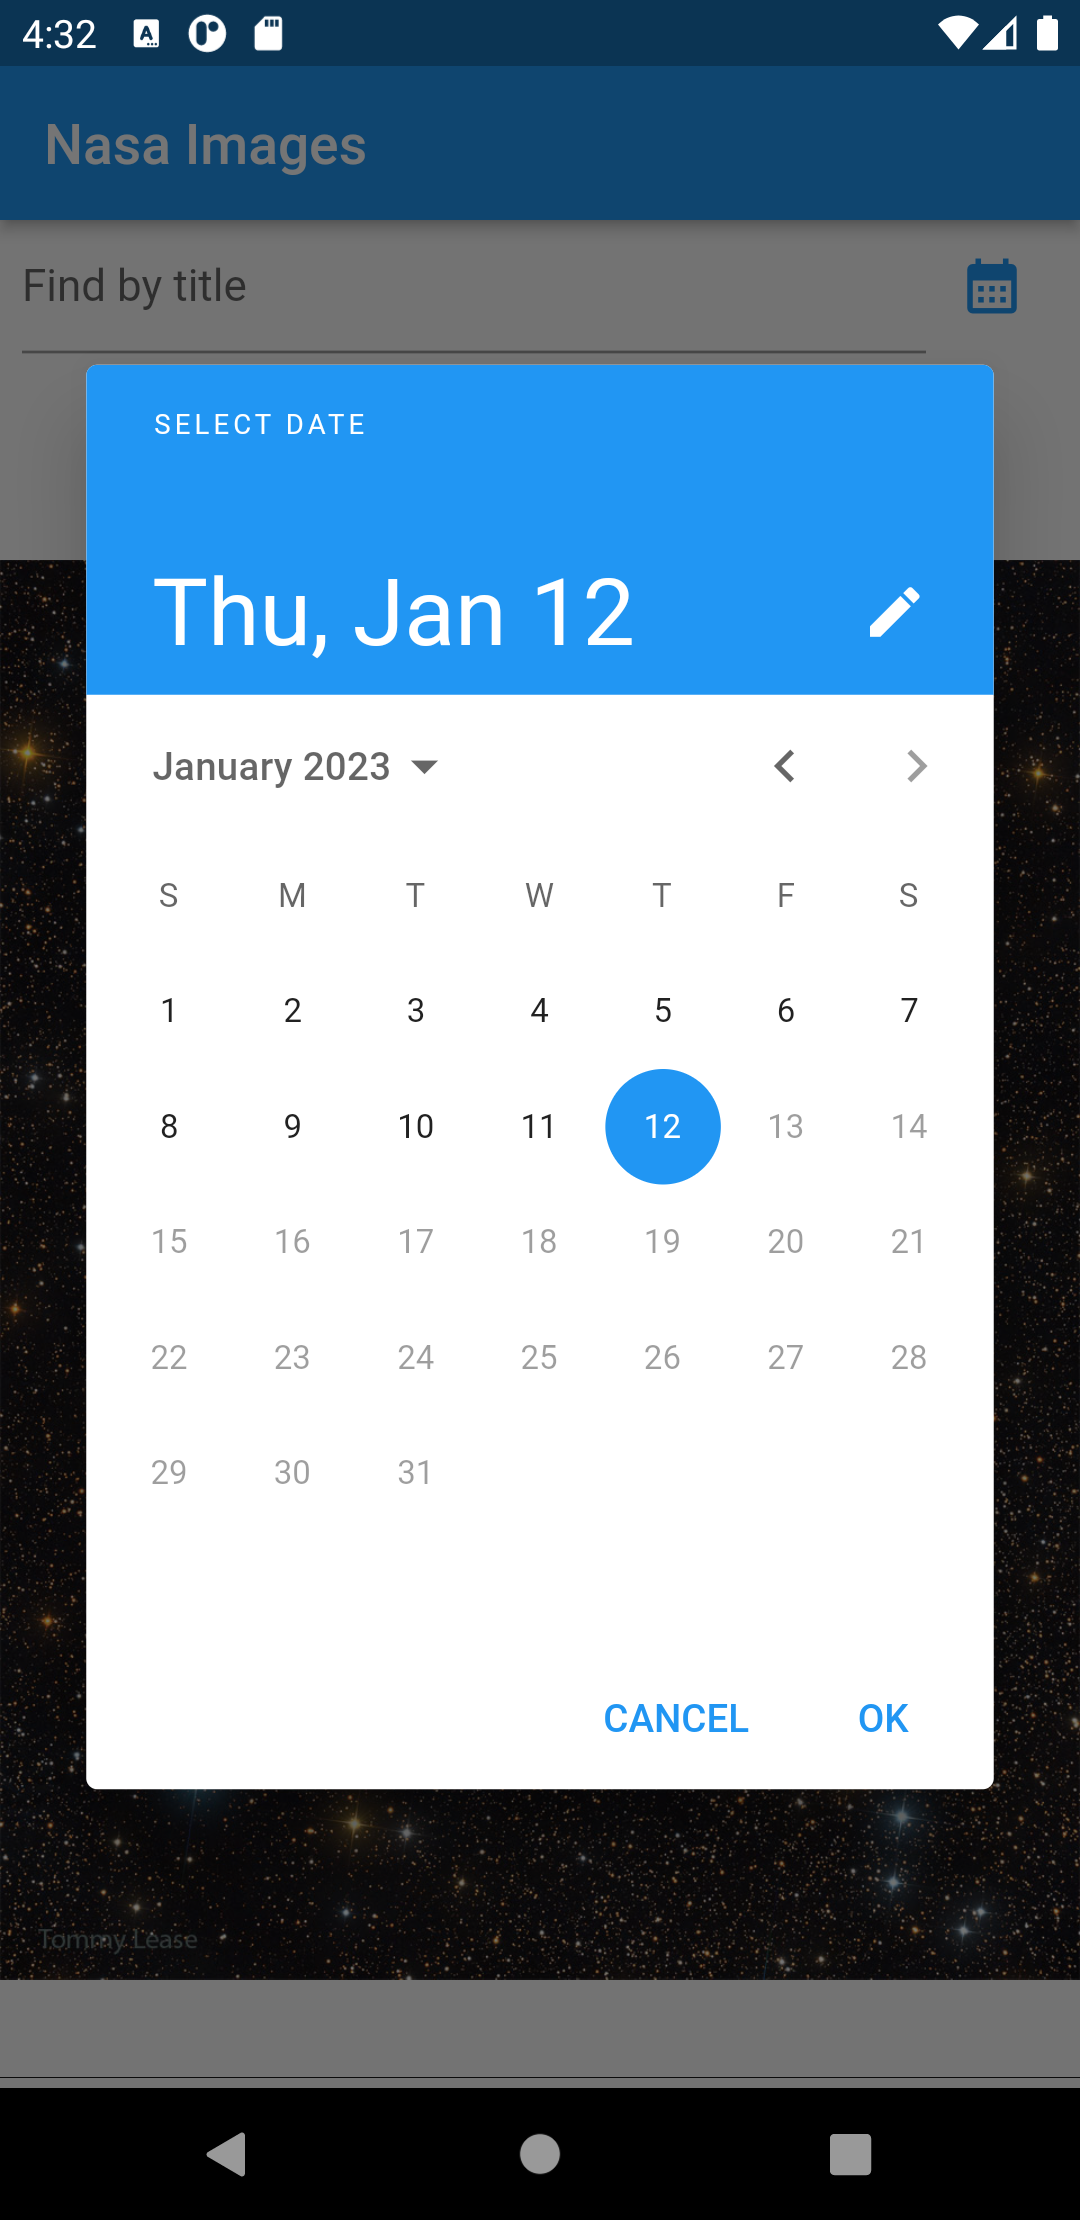 4:32
Nasa Images
Find by title
SELECT DATE
Thu, Jan 12
January 2023
S M T W T F S
1 2 3 4 5 6 7
8 9 10 11 12 13 14
15 16 17 18 19 20 21
22 23 24 25 26 27 28
29 30 31
CANCEL OK
Tommy Lease